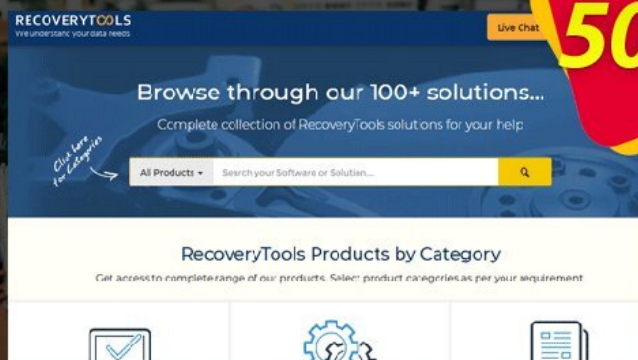 RECOVERYTOOLS
We understand your data needs
Live Chat
50
Browse through our 100+ solutions...
Complete collection of RecoveryTools solutions for your help
Click here
for Categories
All Products
Search your Software or Solution....
RecoveryTools Products by Category
Get access to complete range of our products. Select product categories as per your requirement